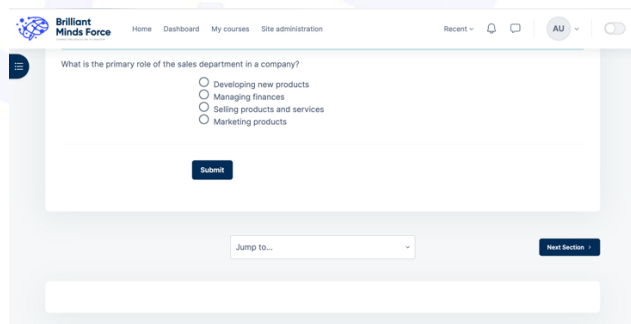 Brilliant
Minds Force
Home Dashboard My courses Site administration Recent AU
What is the primary role of the sales department in a company?
Developing new products
Managing finances
Selling products and services
Marketing products
Submit
Jump to...
Next Section